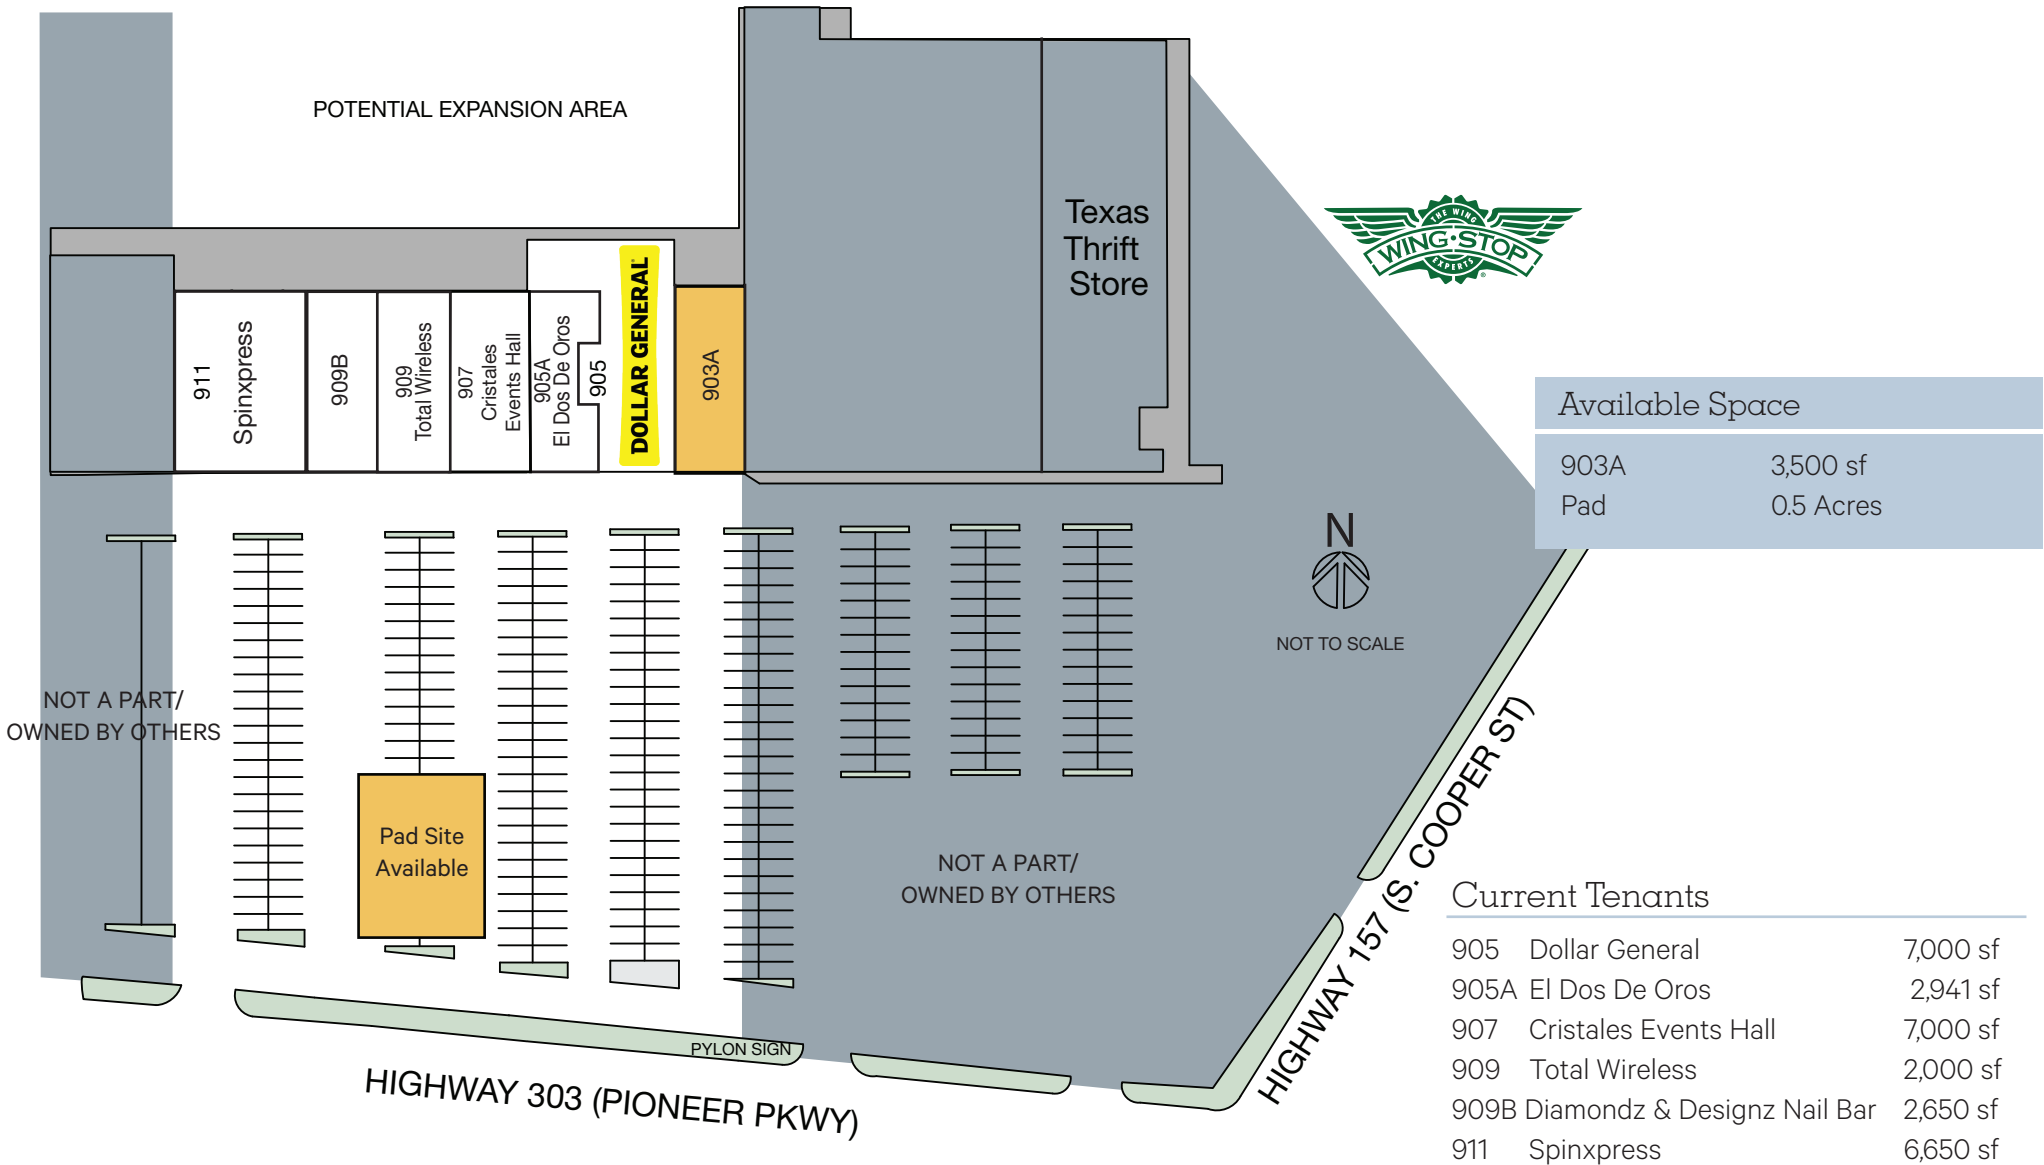 POTENTIAL EXPANSION AREA
Texas
Thrift
Store
THE WING
WING·STOP
EXPERTS
®
911
Spinxpress
909B
909
Total Wireless
907
Cristales
Events Hall
905A
El Dos De Oros
905
DOLLAR GENERAL
903A
Available Space
903A 3,500 sf
Pad 0.5 Acres
N
NOT TO SCALE
NOT A PART/
OWNED BY OTHERS
Pad Site
Available
NOT A PART/
OWNED BY OTHERS
PYLON SIGN
HIGHWAY 303 (PIONEER PKWY)
HIGHWAY 157 (S. COOPER ST)
Current Tenants
905 Dollar General 7,000 sf
905A El Dos De Oros 2,941 sf
907 Cristales Events Hall 7,000 sf
909 Total Wireless 2,000 sf
909B Diamondz & Designz Nail Bar 2,650 sf
911 Spinxpress 6,650 sf